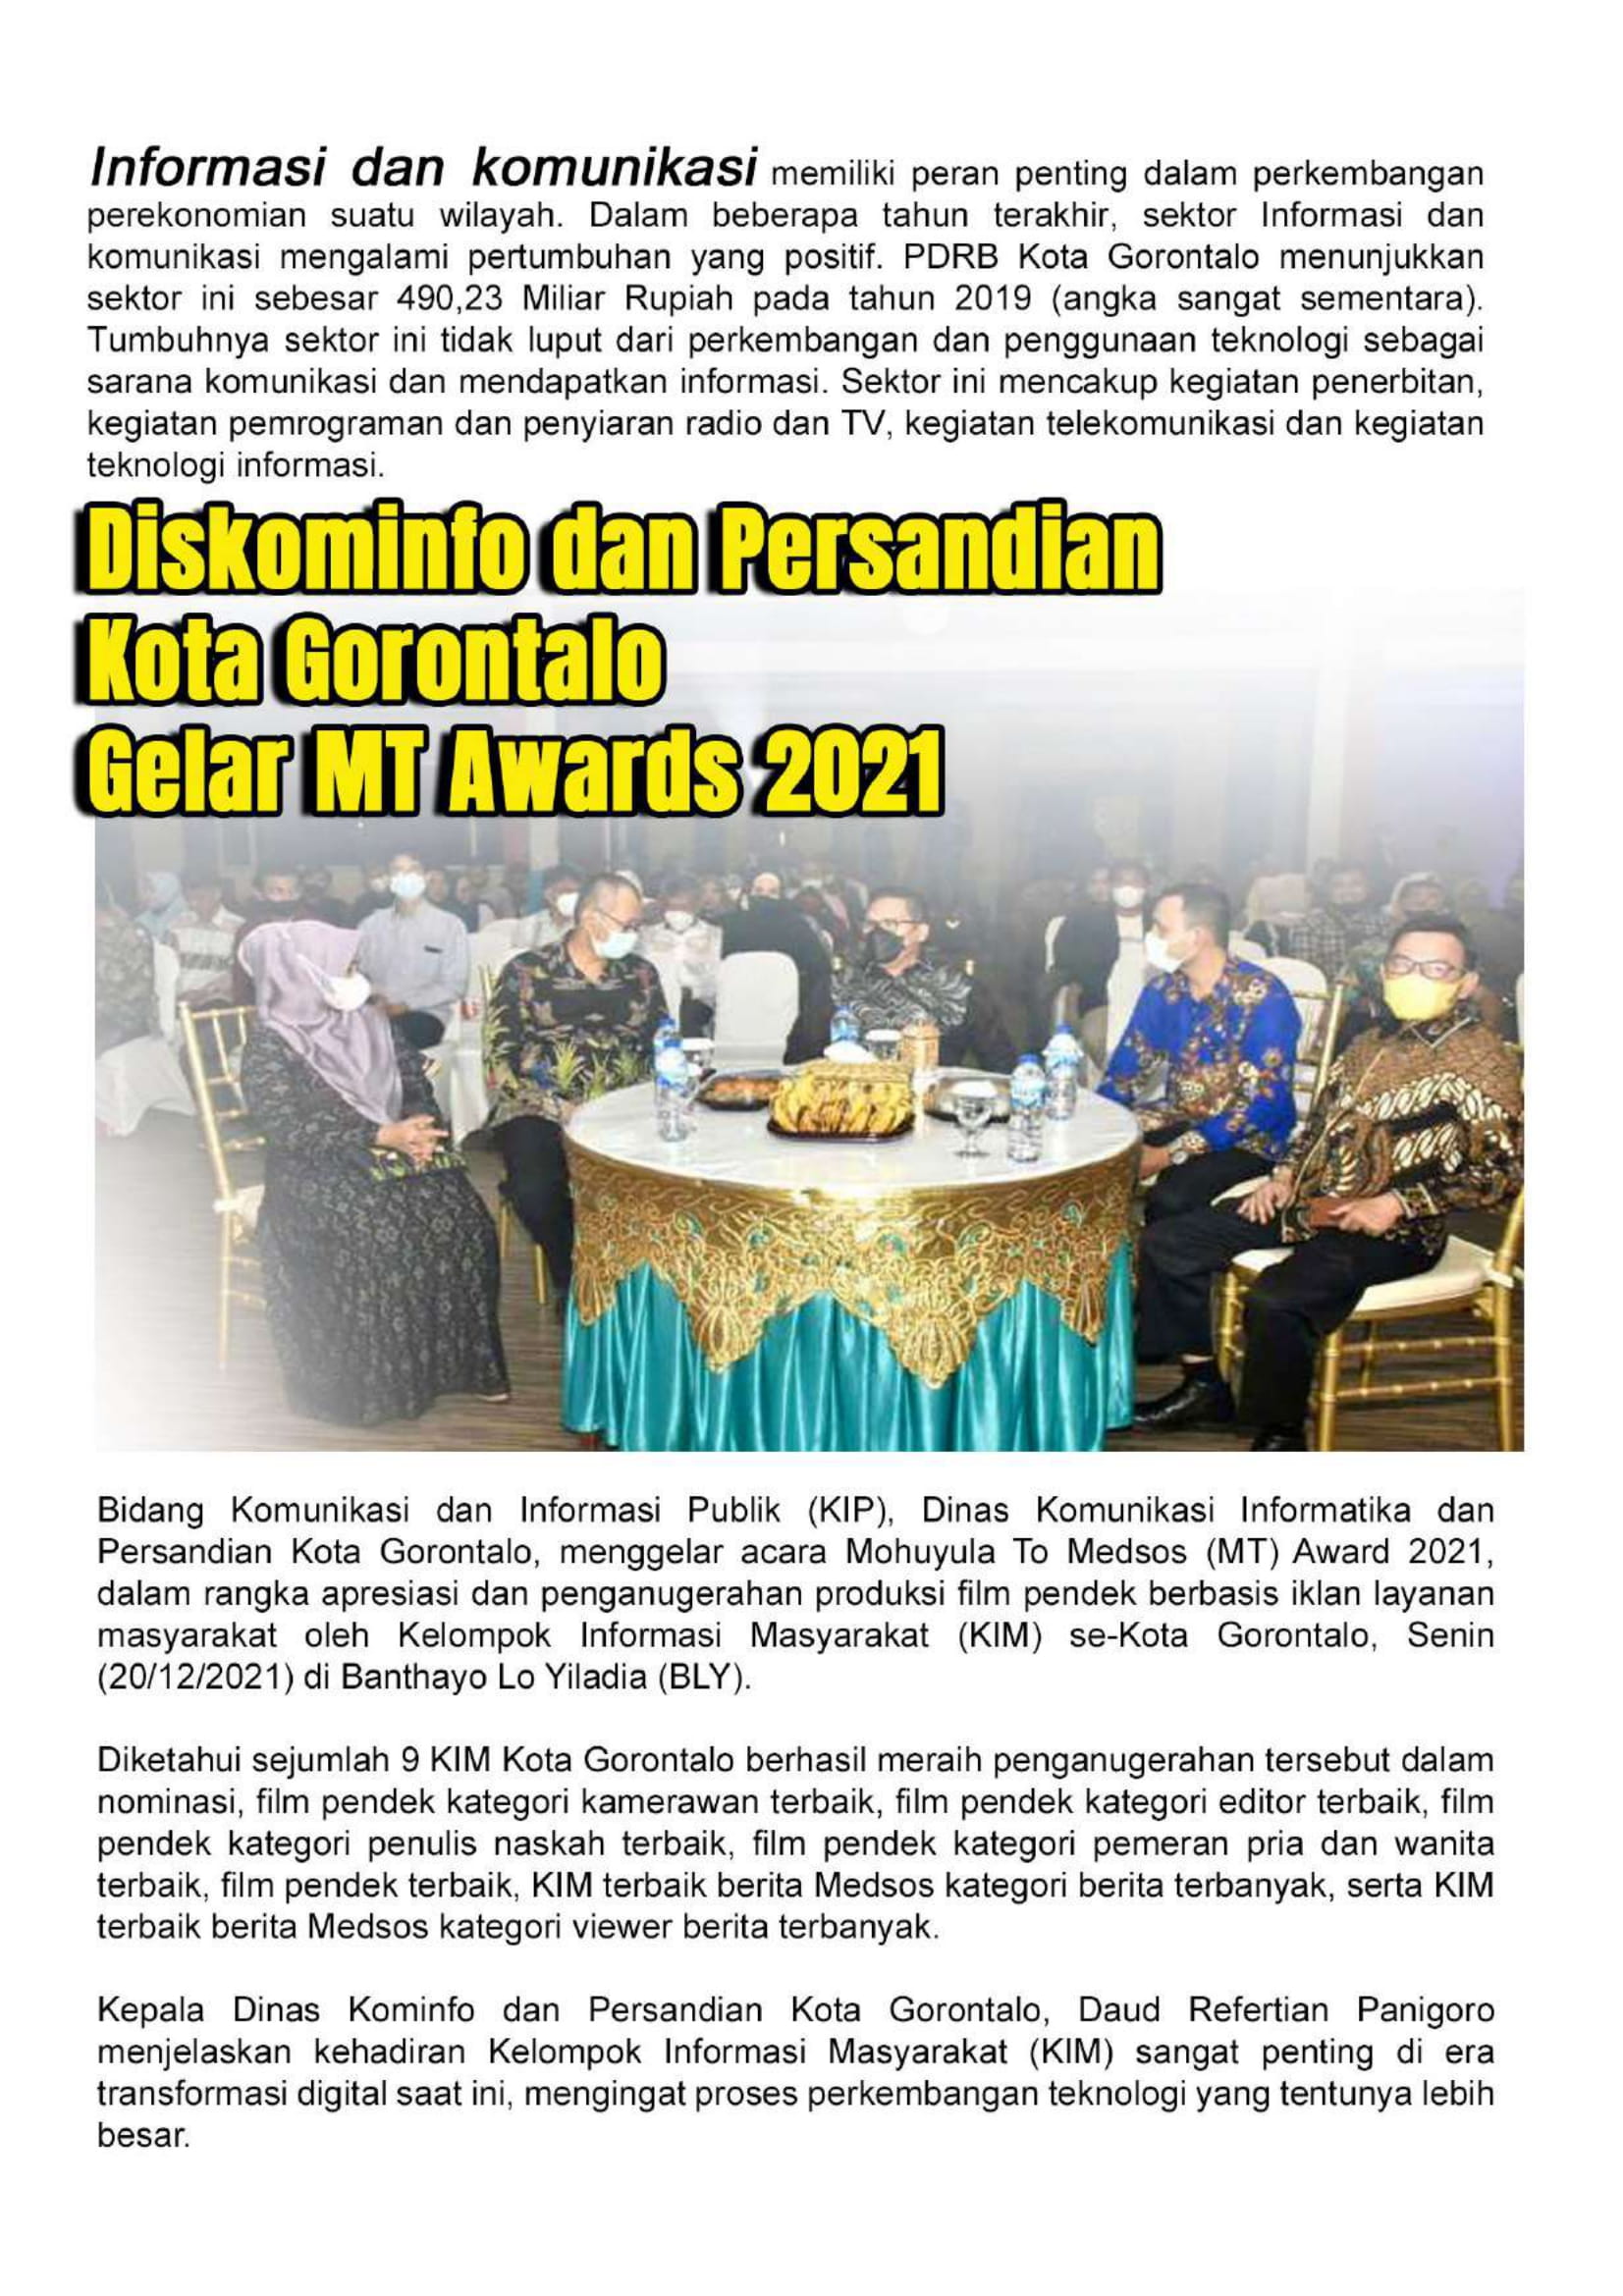 Informasi dan komunikasi memiliki peran penting dalam perkembangan
perekonomian suatu wilayah. Dalam beberapa tahun terakhir, sektor Informasi dan
komunikasi mengalami pertumbuhan yang positif. PDRB Kota Gorontalo menunjukkan
sektor ini sebesar 490,23 Miliar Rupiah pada tahun 2019 (angka sangat sementara).
Tumbuhnya sektor ini tidak luput dari perkembangan dan penggunaan teknologi sebagai
sarana komunikasi dan mendapatkan informasi. Sektor ini mencakup kegiatan penerbitan,
kegiatan pemrograman dan penyiaran radio dan TV, kegiatan telekomunikasi dan kegiatan
teknologi informasi.
Diskominfo dan Persandian
Kota Gorontalo
Gelar MT Awards 2021
Bidang Komunikasi dan Informasi Publik (KIP), Dinas Komunikasi Informatika dan
Persandian Kota Gorontalo, menggelar acara Mohuyula To Medsos (MT) Award 2021,
dalam rangka apresiasi dan penganugerahan produksi film pendek berbasis iklan layanan
masyarakat oleh Kelompok Informasi Masyarakat (KIM) se-Kota Gorontalo, Senin
(20/12/2021) di Banthayo Lo Yiladia (BLY).
Diketahui sejumlah 9 KIM Kota Gorontalo berhasil meraih penganugerahan tersebut dalam
nominasi, film pendek kategori kamerawan terbaik, film pendek kategori editor terbaik, film
pendek kategori penulis naskah terbaik, film pendek kategori pemeran pria dan wanita
terbaik, film pendek terbaik, KIM terbaik berita Medsos kategori berita terbanyak, serta KIM
terbaik berita Medsos kategori viewer berita terbanyak.
Kepala Dinas Kominfo dan Persandian Kota Gorontalo, Daud Refertian Panigoro
menjelaskan kehadiran Kelompok Informasi Masyarakat (KIM) sangat penting di era
transformasi digital saat ini, mengingat proses perkembangan teknologi yang tentunya lebih
besar.